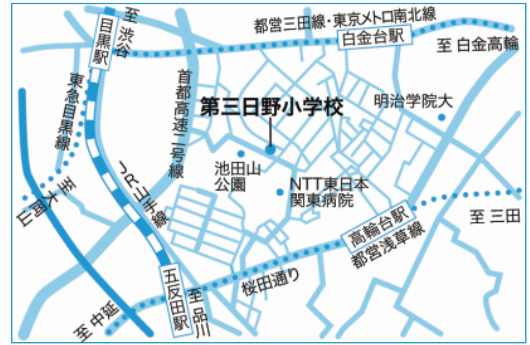 至 渋谷
目黒駅
都営三田線・東京メトロ南北線
白金台駅
至 白金高輪
東急目黒線
首都高速二号線
第三日野小学校
明治学院大
池田山
公園
NTT東日本
関東病院
至 大岡山
JR山手線
高輪台駅
都営浅草線
至 三田
五反田駅
至 品川
桜田通り
至 中延